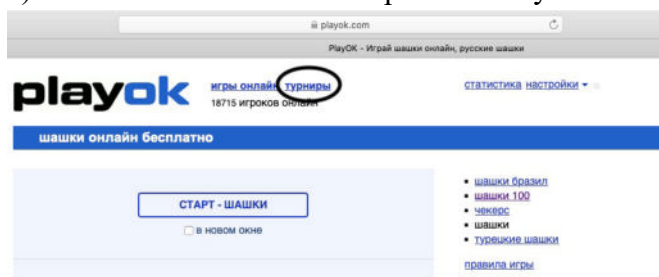 playok.com
PlayOK - Играй шашки онлайн, русские шашки
playok
игры онлайн турниры
статистика настройки
18715 игроков онлайн
шашки онлайн бесплатно
СТАРТ - ШАШКИ
в новом окне
• шашки бразил
• шашки 100
• чекерс
• шашки
• турецкие шашки
правила игры